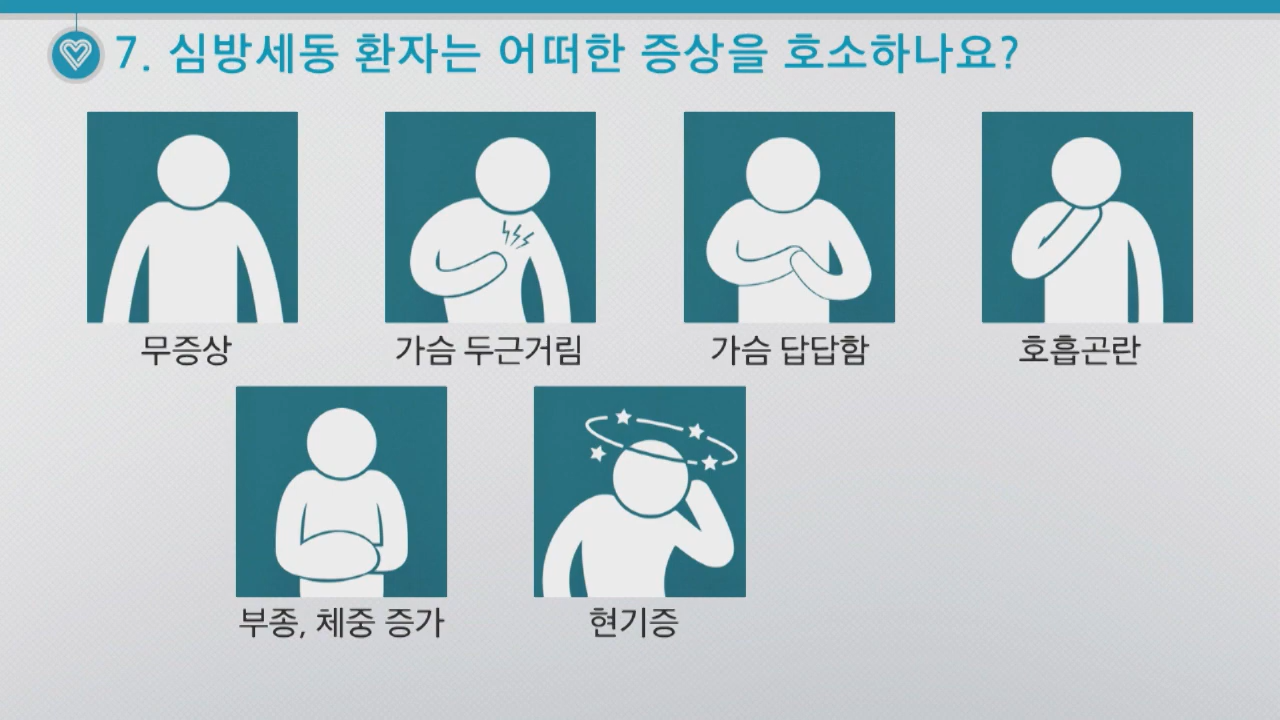 7. 심방세동 환자는 어떠한 증상을 호소하나요?
무증상
가슴 두근거림
가슴 답답함
호흡곤란
부종, 체중 증가
현기증